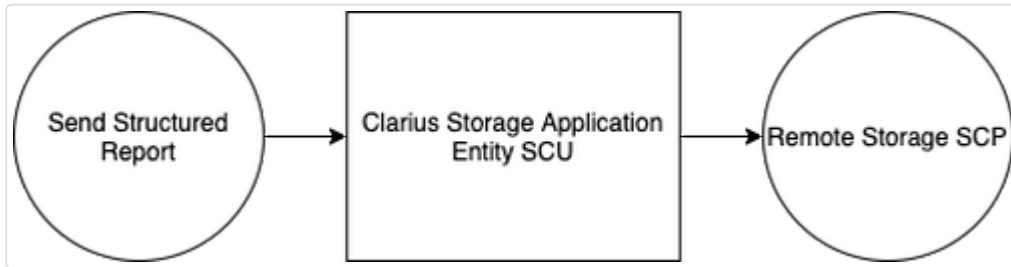 Send Structured
Report
Clarius Storage Application
Entity SCU
Remote Storage SCP